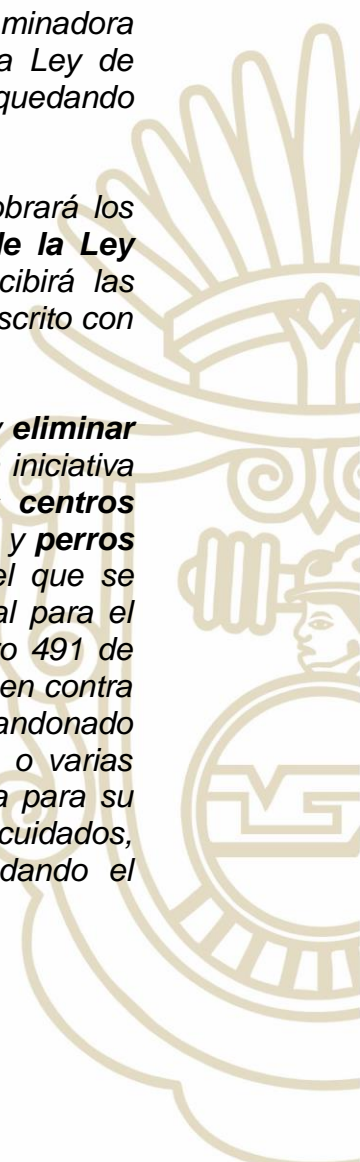 minadora
a Ley de
quedando
obrará los
de la Ley
cibirá las
scrito con
eliminar
iniciativa
centros
y perros
el que se
al para el
o 491 de
en contra
andonado
o varias
a para su
cuidados,
dando el